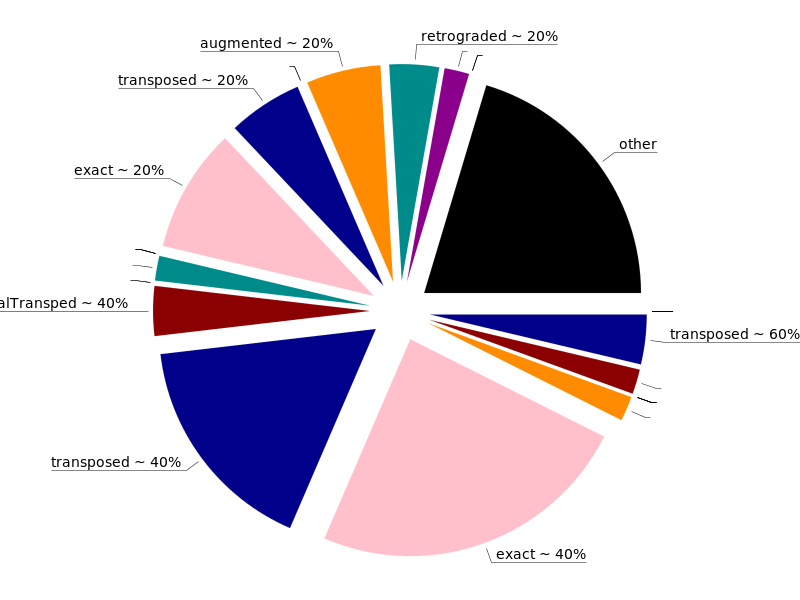 retrograded ~ 20%
augmented ~ 20%
transposed ~ 20%
other
exact ~ 20%
alTransped ~ 40%
transposed ~ 60%
transposed ~ 40%
exact ~ 40%